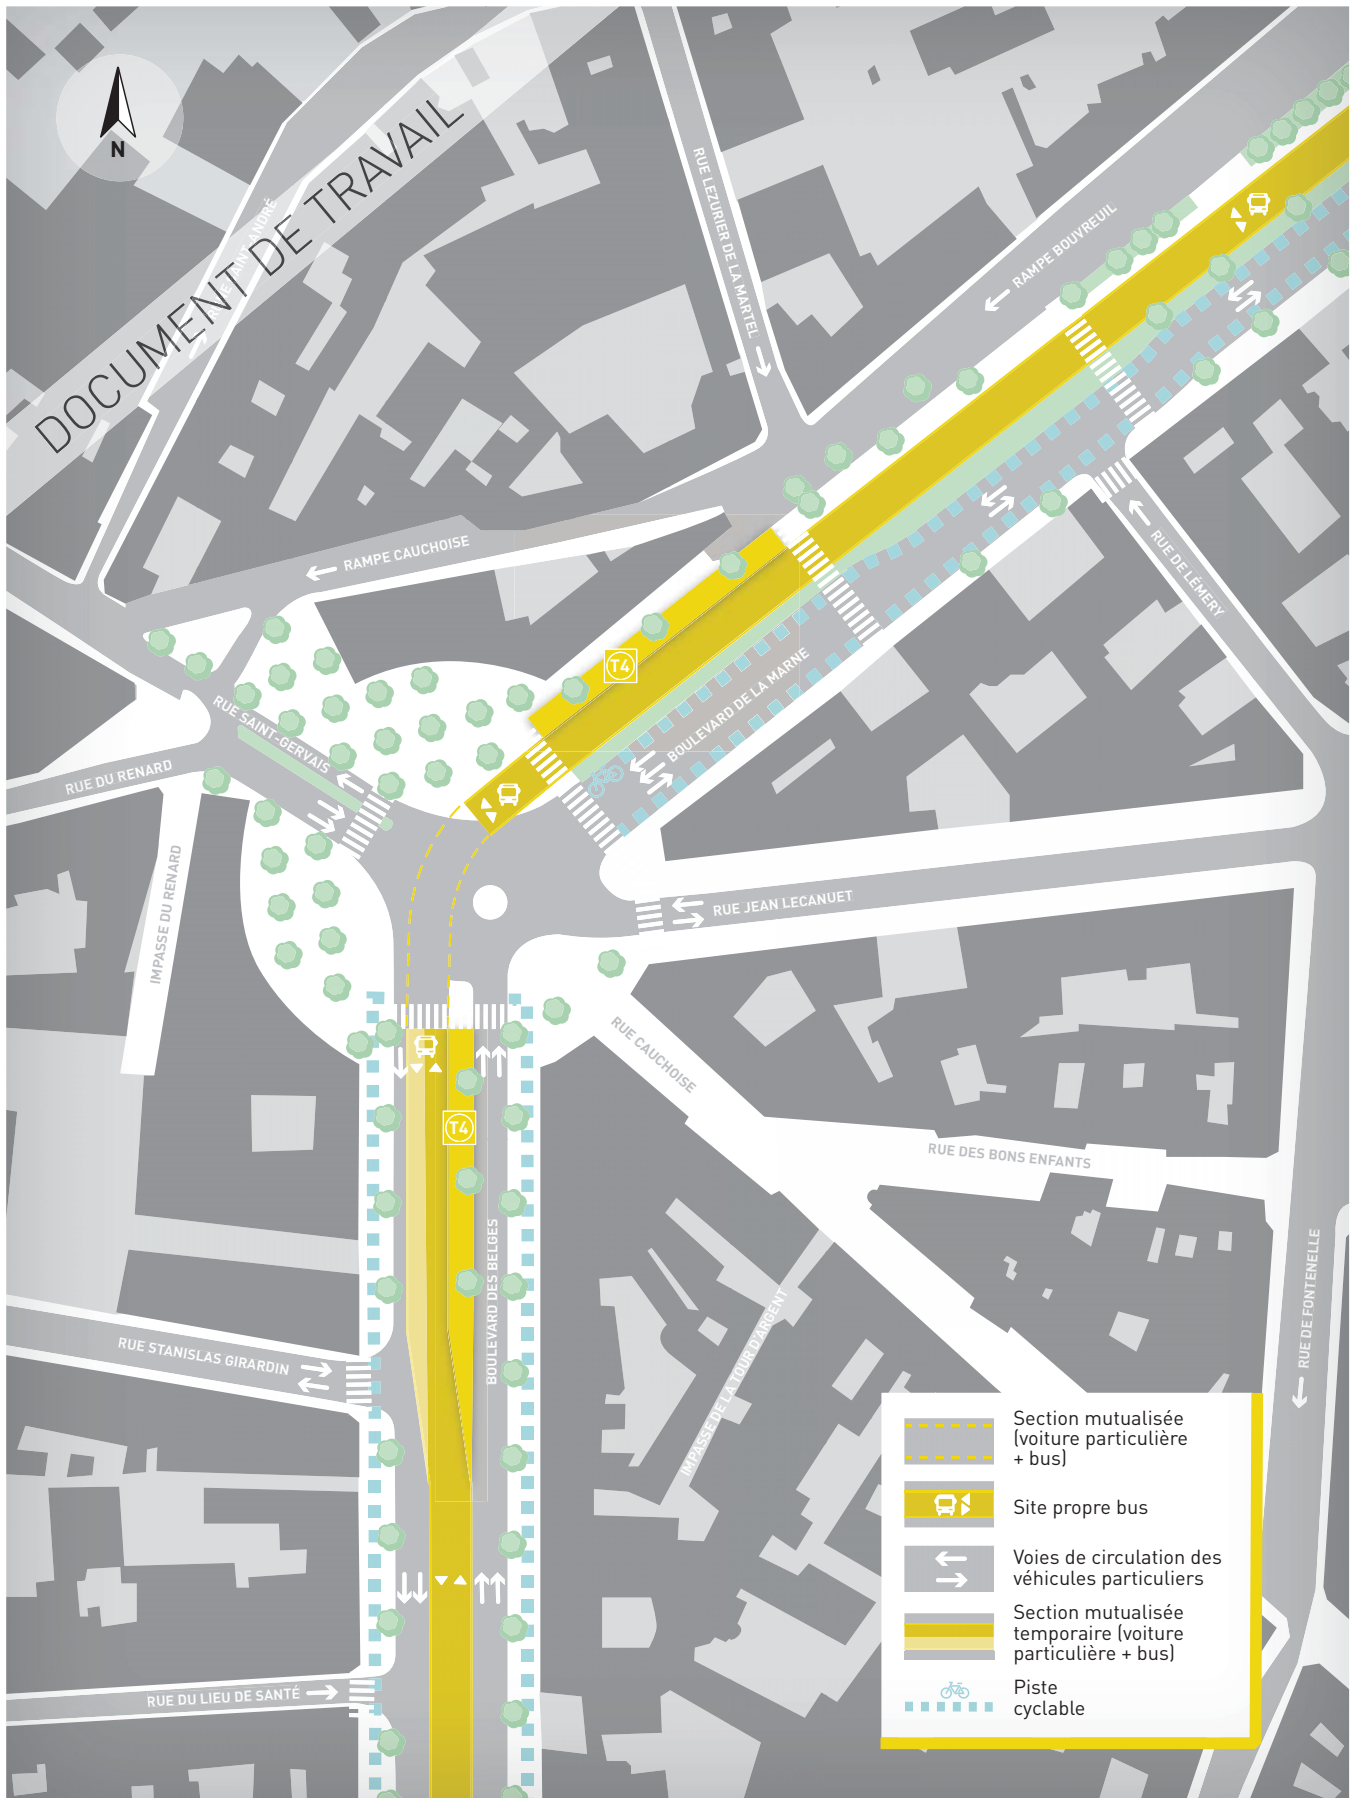 N
DOCUMENT DE TRAVAIL
RUE LEZURIER DE LA MARTEL
RAMPE BOUVREUIL
RAMPE CAUCHOISE
RUE DE LÉMERY
T4
BOULEVARD DE LA MARNE
RUE SAINT-GERVAIS
RUE DU RENARD
IMPASSE DU RENARD
RUE JEAN LECANUET
RUE CAUCHOISE
T4
RUE DES BONS ENFANTS
BOULEVARD DES BELGES
RUE STANISLAS GIRARDIN
IMPASSE DE LA TOUR D'ARGENT
RUE DE FONTENELLE
RUE DU LIEU DE SANTÉ
Section mutualisée
(voiture particulière
+ bus)
Site propre bus
Voies de circulation des
véhicules particuliers
Section mutualisée
temporaire (voiture
particulière + bus)
Piste
cyclable